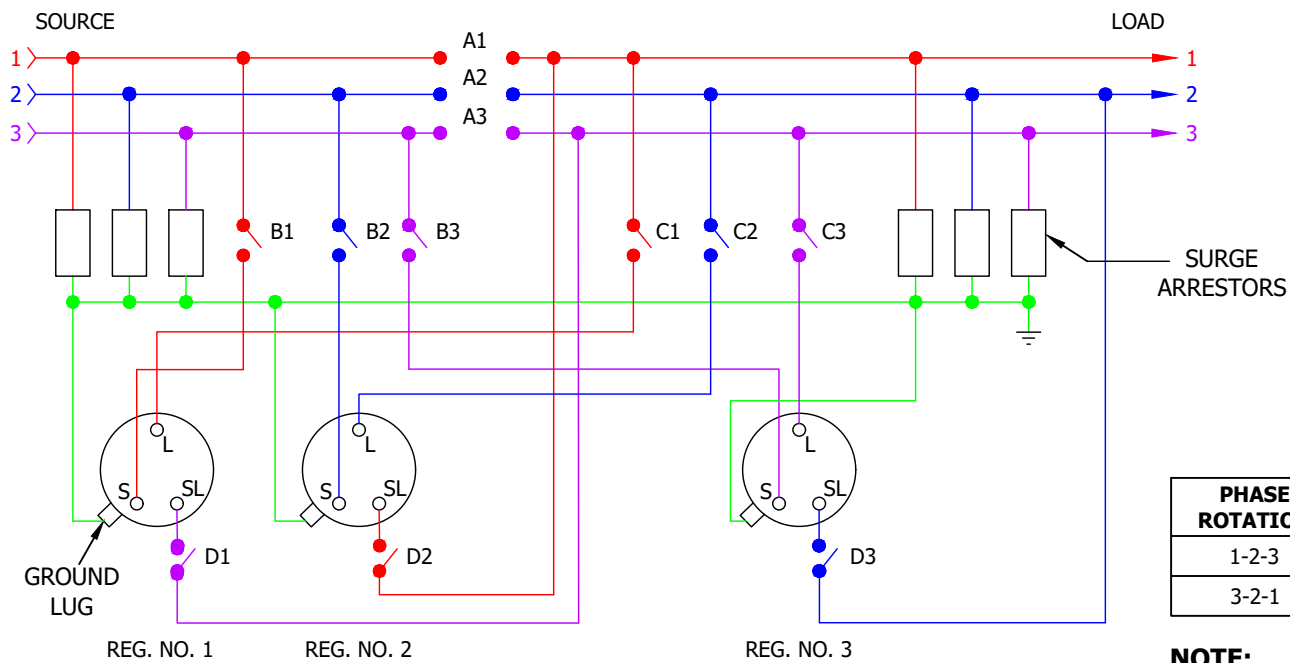 SOURCE
LOAD
A1
1
1
A2
2
2
A3
3
3
B1
B2
B3
C1
C2
C3
SURGE
ARRESTORS
L
L
L
S
SL
S
SL
S
SL
D1
D2
D3
GROUND
LUG
REG. NO. 1
REG. NO. 2
REG. NO. 3
PHASE
ROTATIO
1-2-3
3-2-1
NOTE: